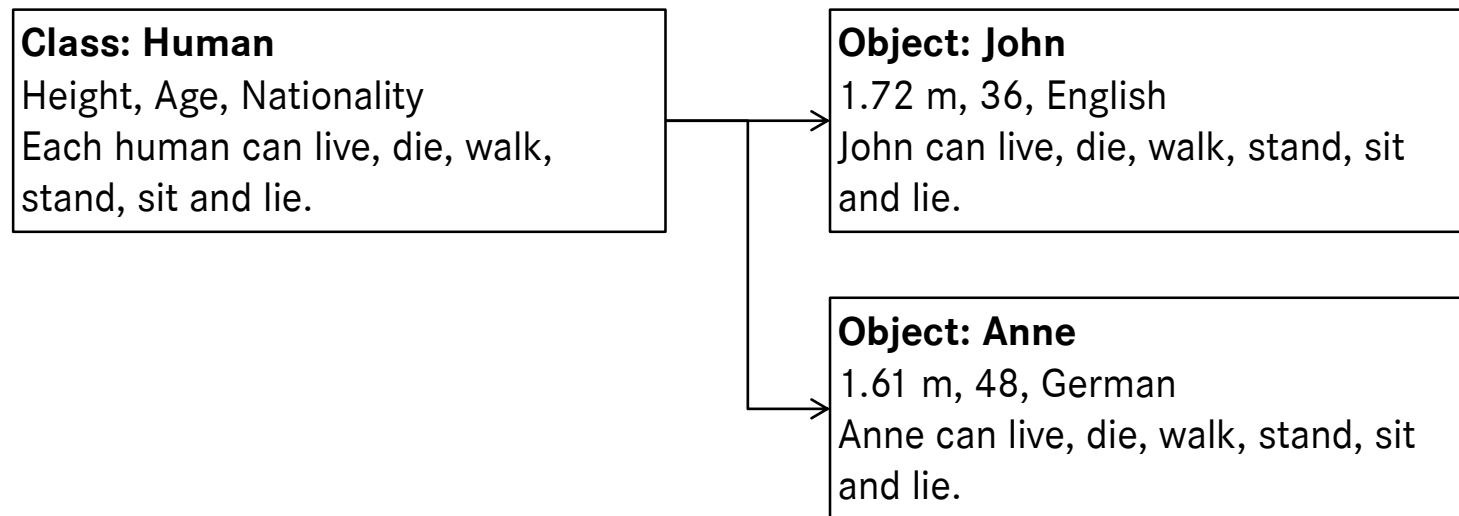 Class: Human
Height, Age, Nationality
Each human can live, die, walk,
stand, sit and lie.
Object: John
1.72 m, 36, English
John can live, die, walk, stand, sit
and lie.
Object: Anne
1.61 m, 48, German
Anne can live, die, walk, stand, sit
and lie.